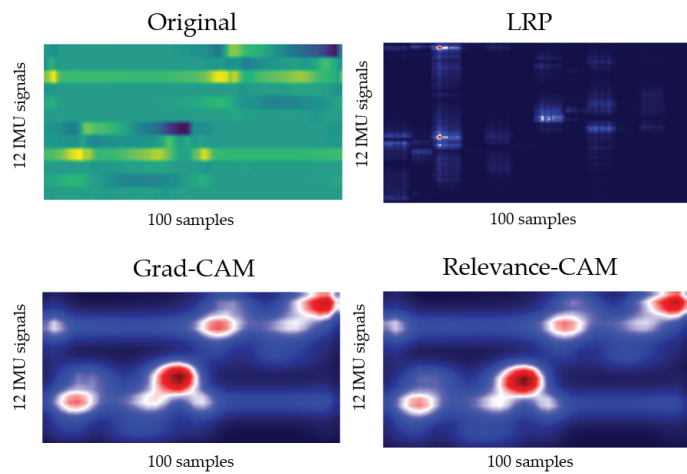 Original
LRP
12 IMU signals
12 IMU signals
100 samples
100 samples
Grad-CAM
Relevance-CAM
12 IMU signals
12 IMU signals
100 samples
100 samples